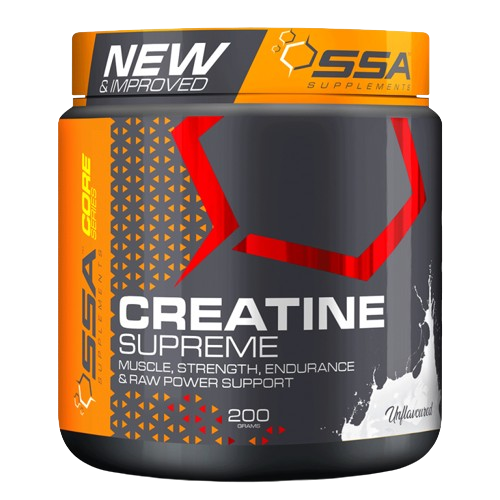 NEW
& IMPROVED
SSA
SUPPLEMENTS
SSA CORE
SUPPLEMENTS SERIES
CREATINE
SUPREME
MUSCLE, STRENGTH, ENDURANCE
& RAW POWER SUPPORT
200
GRAMS
Unflavoured